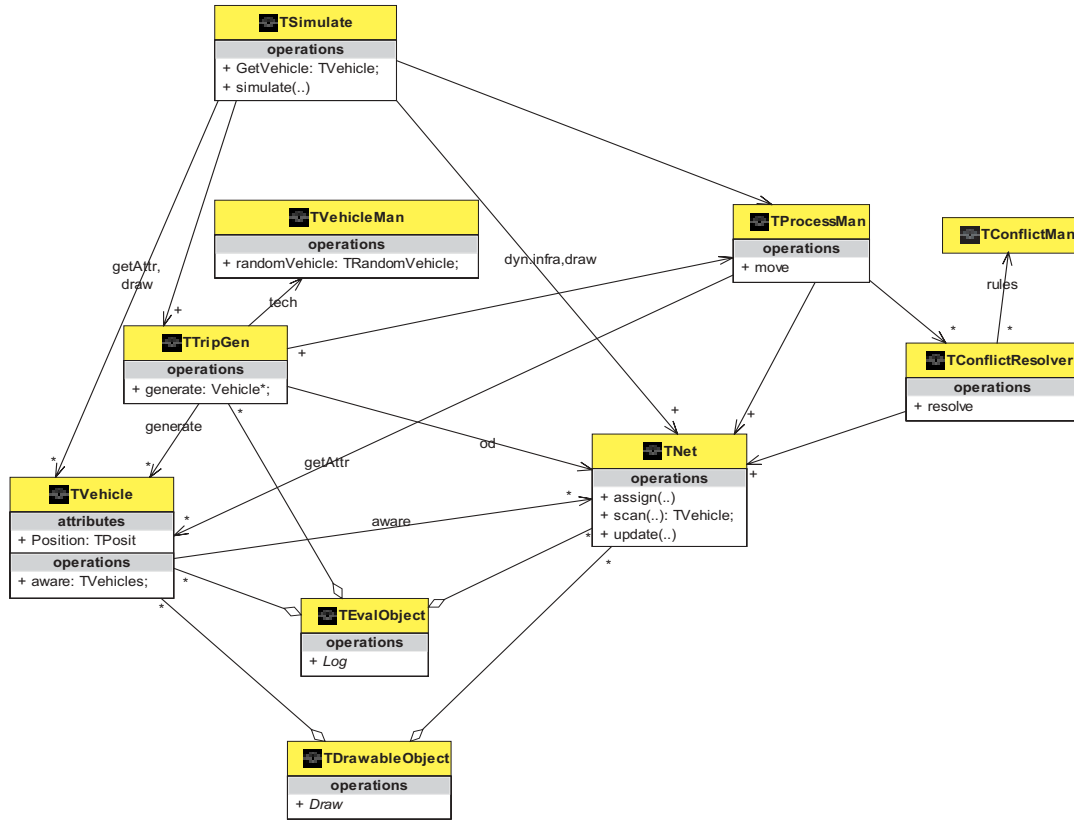 TSimulate
operations
+ GetVehicle: TVehicle;
+ simulate(..)
TVehicleMan
operations
+ randomVehicle: TRandomVehicle;
TProcessMan
operations
+ move
TConflictMan
getAttr,
draw
dyn.infra,draw
tech
rules
+
*
*
TTripGen
operations
+ generate: Vehicle*;
+
TConflictResolver
operations
+ resolve
*
generate
*
*
getAttr
od
+
+
+
TNet
operations
+ assign(..)
+ scan(..): TVehicle;
+ update(..)
TVehicle
attributes
+ Position: TPosit
operations
+ aware: TVehicles;
*
*
aware
*
*
*
*
*
TEvalObject
operations
+ Log
TDrawableObject
operations
+ Draw